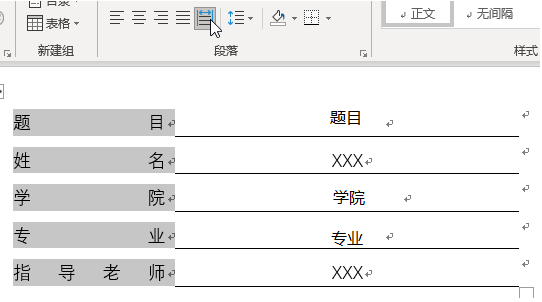 目录
表格
正文
无间隔
新建组
段落
样式
题目 题目
姓名 XXX
学院 学院
专业 专业
指导老师 XXX